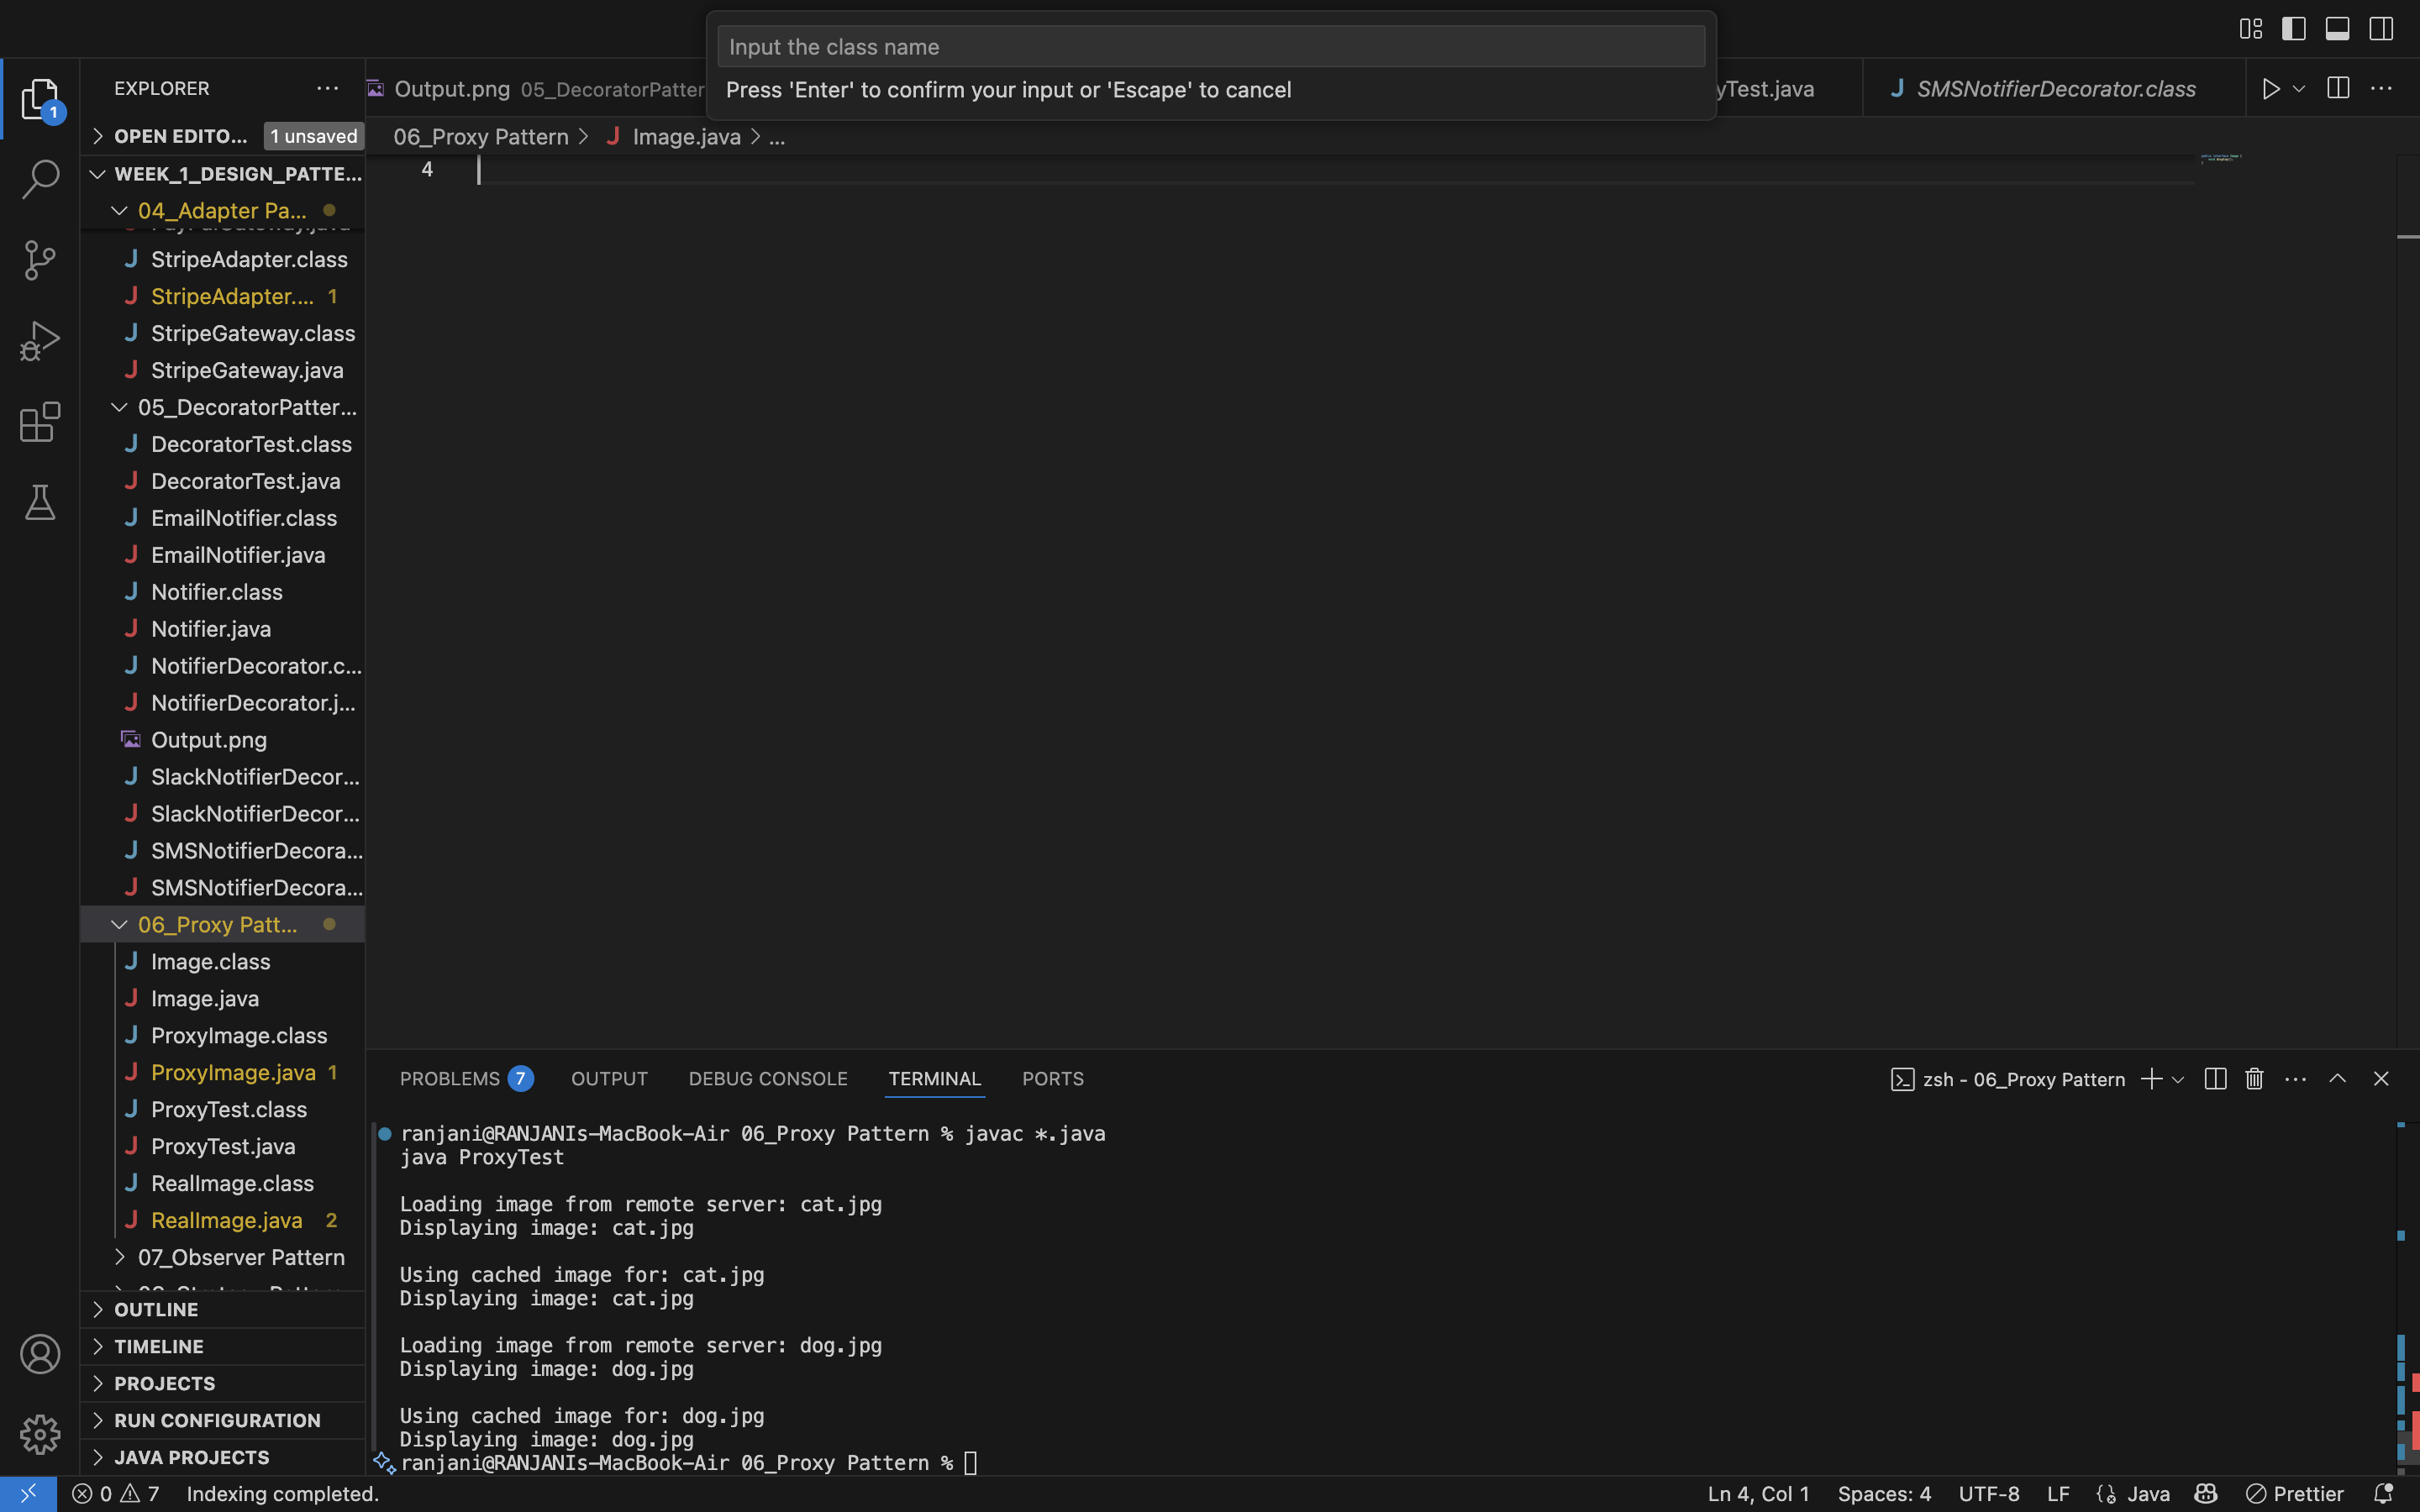 Input the class name
Press 'Enter' to confirm your input or 'Escape' to cancel
EXPLORER
OPEN EDITO... 1 unsaved
WEEK_1_DESIGN_PATTE...
04_Adapter Pa...
StripeAdapter.class
StripeAdapter.... 1
StripeGateway.class
StripeGateway.java
05_DecoratorPatter...
DecoratorTest.class
DecoratorTest.java
EmailNotifier.class
EmailNotifier.java
Notifier.class
Notifier.java
NotifierDecorator.c...
NotifierDecorator.j...
Output.png
SlackNotifierDecor...
SlackNotifierDecor...
SMSNotifierDecora...
SMSNotifierDecora...
06_Proxy Patt...
Image.class
Image.java
ProxyImage.class
ProxyImage.java 1
ProxyTest.class
ProxyTest.java
RealImage.class
RealImage.java 2
07_Observer Pattern
OUTLINE
TIMELINE
PROJECTS
RUN CONFIGURATION
JAVA PROJECTS
1
Output.png 05_DecoratorPatter
yTest.java
SMSNotifierDecorator.class
06_Proxy Pattern > Image.java > ...
4
PROBLEMS 7 OUTPUT DEBUG CONSOLE TERMINAL PORTS
zsh - 06_Proxy Pattern
ranjani@RANJANIs-MacBook-Air 06_Proxy Pattern % javac *.java
java ProxyTest
Loading image from remote server: cat.jpg
Displaying image: cat.jpg
Using cached image for: cat.jpg
Displaying image: cat.jpg
Loading image from remote server: dog.jpg
Displaying image: dog.jpg
Using cached image for: dog.jpg
Displaying image: dog.jpg
ranjani@RANJANIs-MacBook-Air 06_Proxy Pattern %
0 7 Indexing completed.
Ln 4, Col 1 Spaces: 4 UTF-8 LF Java Prettier